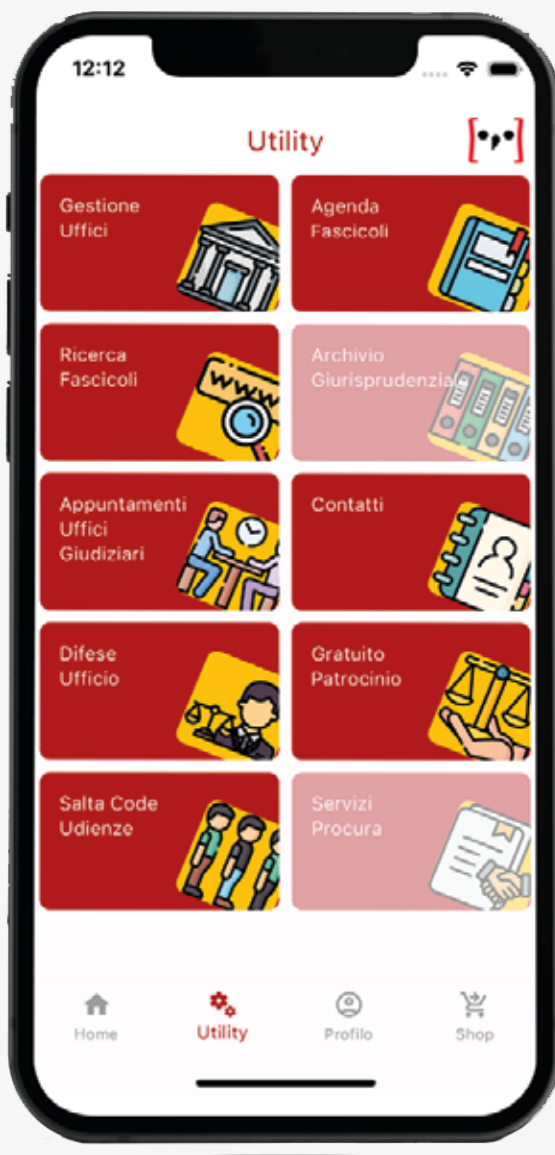 12:12
Utility
Gestione
Uffici
Agenda
Fascicoli
Ricerca
Fascicoli
www
Archivio
Giurisprudenziale
Appuntamenti
Uffici
Giudiziari
Contatti
Difese
Ufficio
Gratuito
Patrocinio
Salta Code
Udienze
Servizi
Procura
Home
Utility
Profilo
Shop